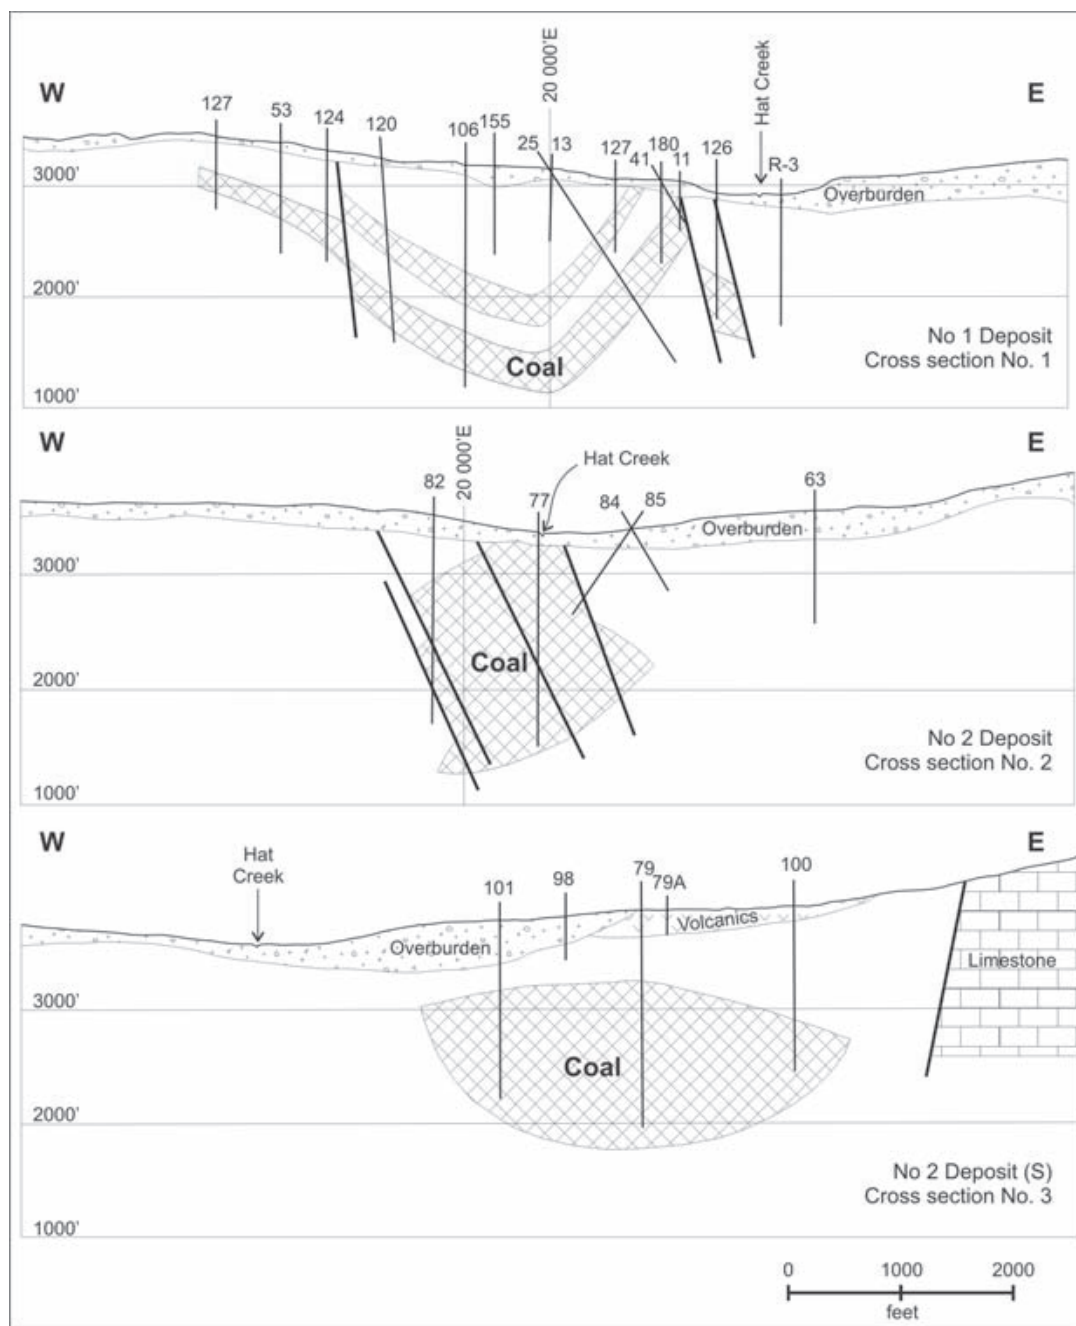 W
E
20 000'E
Hat Creek
127
53
124
120
106
155
25
13
127
180
41
11
126
R-3
3000'
Overburden
2000'
No 1 Deposit
Coal
Cross section No. 1
1000'
W
E
20 000'E
Hat Creek
82
77
84
85
63
Overburden
3000'
Coal
2000'
No 2 Deposit
Cross section No. 2
1000'
W
E
Hat
Creek
101
98
79
79A
100
Volcanics
Overburden
Limestone
3000'
Coal
2000'
No 2 Deposit (S)
Cross section No. 3
1000'
0 1000 2000
feet